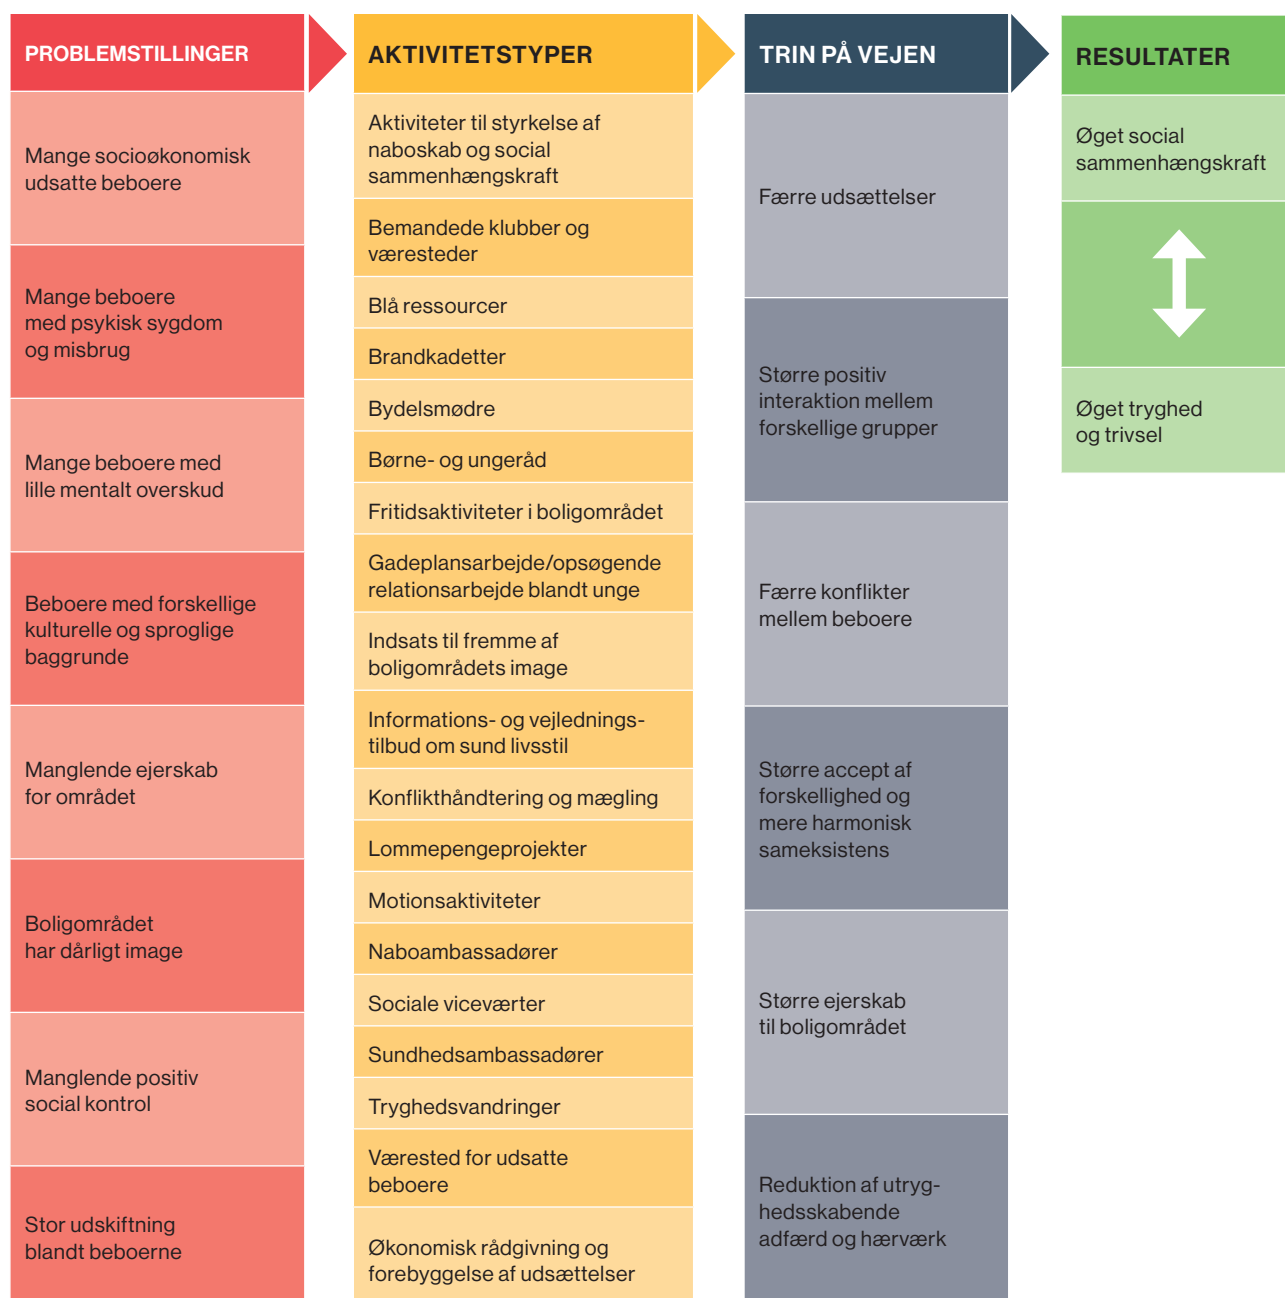 PROBLEMSTILLINGER
Mange socioøkonomisk
udsatte beboere
Mange beboere
med psykisk sygdom
og misbrug
Mange beboere med
lille mentalt overskud
Beboere med forskellige
kulturelle og sproglige
baggrunde
Manglende ejerskab
for området
Boligområdet
har dårligt image
Manglende positiv
social kontrol
Stor udskiftning
blandt beboerne
AKTIVITETSTYPER
Aktiviteter til styrkelse af
naboskab og social
sammenhængskraft
Bemandede klubber og
væresteder
Blå ressourcer
Brandkadetter
Bydelsmødre
Børne- og ungeråd
Fritidsaktiviteter i boligområdet
Gadeplansarbejde/opsøgende
relationsarbejde blandt unge
Indsats til fremme af
boligområdets image
Informations- og vejlednings-
tilbud om sund livsstil
Konflikthåndtering og mægling
Lommepengeprojekter
Motionsaktiviteter
Naboambassadører
Sociale viceværter
Sundhedsambassadører
Tryghedsvandringer
Værested for udsatte
beboere
Økonomisk rådgivning og
forebyggelse af udsættelser
TRIN PÅ VEJEN
Færre udsættelser
Større positiv
interaktion mellem
forskellige grupper
Færre konflikter
mellem beboere
Større accept af
forskellighed og
mere harmonisk
sameksistens
Større ejerskab
til boligområdet
Reduktion af utryg-
hedsskabende
adfærd og hærværk
RESULTATER
Øget social
sammenhængskraft
Øget tryghed
og trivsel